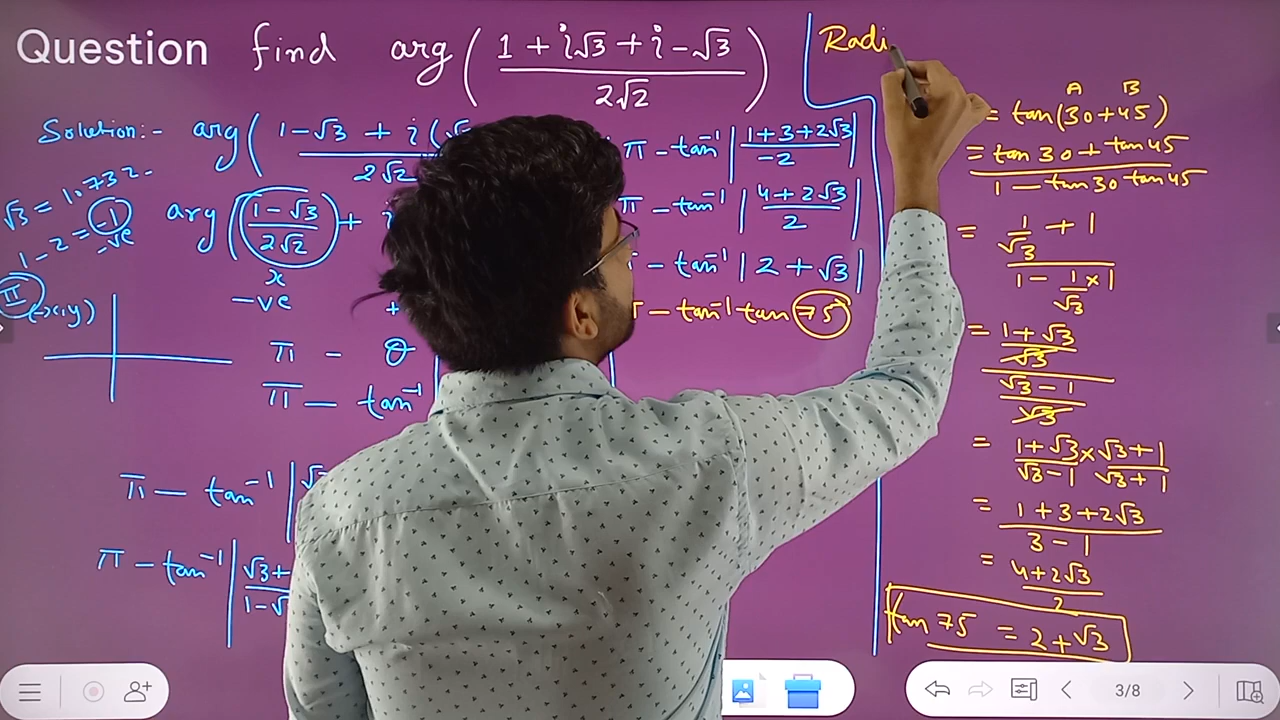 Question find arg ( 1 + i√3 + i - √3 / 2√2 )
Solution:- arg ( 1-√3 + i (√ / 2√2
√3 = 1.732-
1 - 2 = 1
-ve
arg ( 1-√3 / 2√2 + i
x
-ve +
π
(-x,y)
π - θ
π - tan⁻¹
π - tan⁻¹ | √
π - tan⁻¹ | √3+ / 1-√
π - tan⁻¹ | 1+3+2√3 / -2 |
π - tan⁻¹ | 4+2√3 / 2 |
- tan⁻¹ | 2+√3 |
- tan⁻¹ tan 75
Radi
A B
= tan(30+45)
= tan 30 + tan 45 / 1 - tan 30 tan 45
= 1/√3 + 1 / 1 - 1/√3 × 1
= 1+√3 / √3 / √3-1 / √3
= 1+√3 / √3-1 × √3+1 / √3+1
= 1+3+2√3 / 3-1
= 4+2√3 / 2
tan 75 = 2+√3
3/8